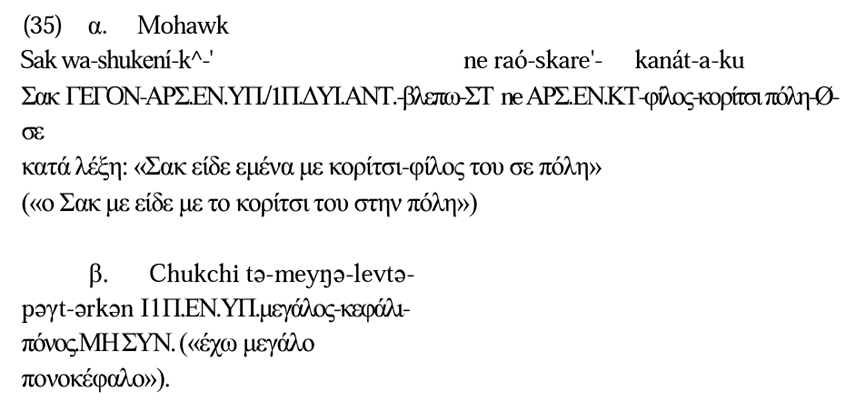 (35) α. Mohawk
Sak wa-shukení-k^-' ne raó-skare'- kanát-a-ku
Σακ ΓΕΓΟΝ-ΑΡΣ.ΕΝ.ΥΠ./1Π.ΔΥΙ.ΑΝΤ.-βλεπω-ΣΤ ne ΑΡΣ.ΕΝ.ΚΤ-φίλος-κορίτσι πόλη-Ø-
σε
κατά λέξη: «Σακ είδε εμένα με κορίτσι-φίλος του σε πόλη»
(«ο Σακ με είδε με το κορίτσι του στην πόλη»)
β. Chukchi tə-meyŋə-levtə-
pəγt-ərkən I1Π.ΕΝ.ΥΠ.μεγάλος-κεφάλι-
πόνος.ΜΗ ΣΥΝ. («έχω μεγάλο
πονοκέφαλο»).